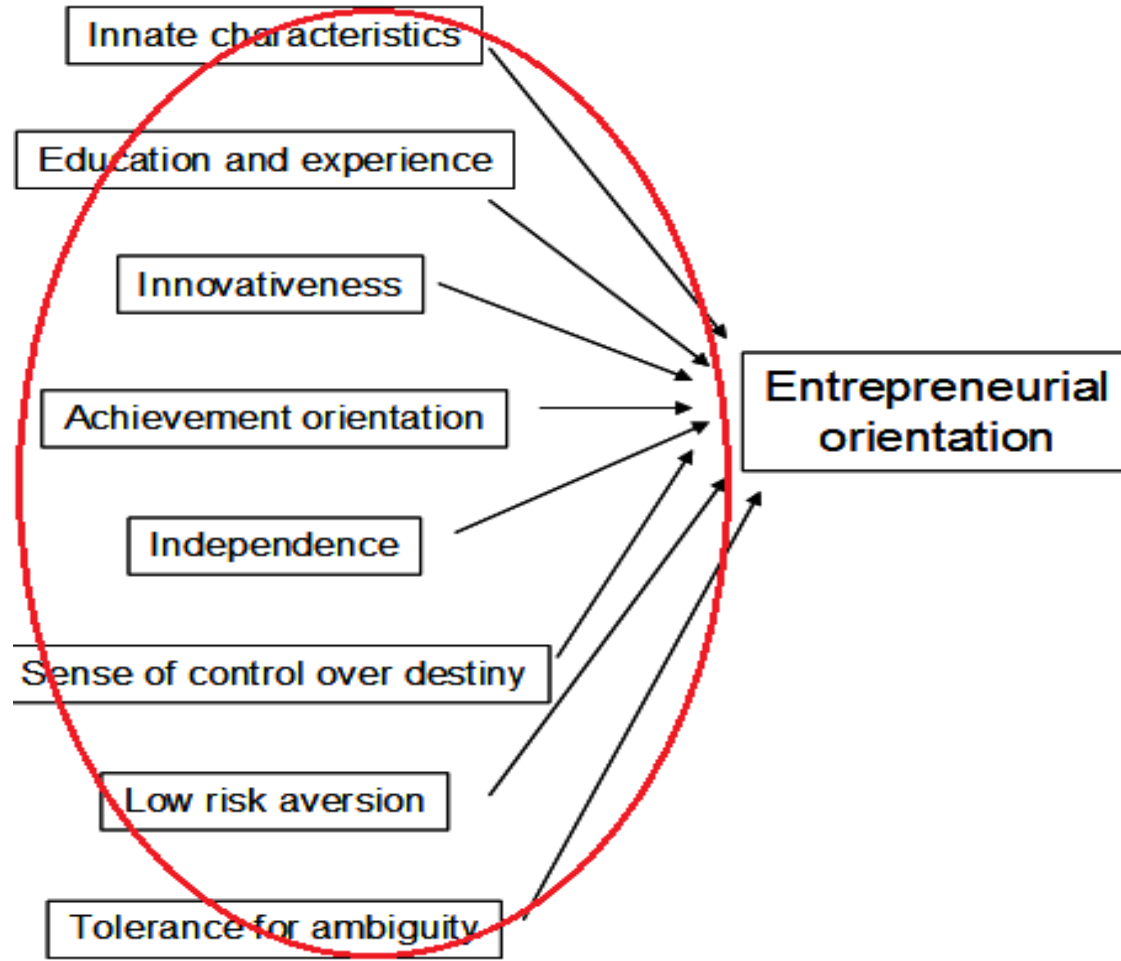 Innate characteristics
Education and experience
Innovativeness
Achievement orientation
Independence
Sense of control over destiny
Low risk aversion
Tolerance for ambiguity
Entrepreneurial
orientation